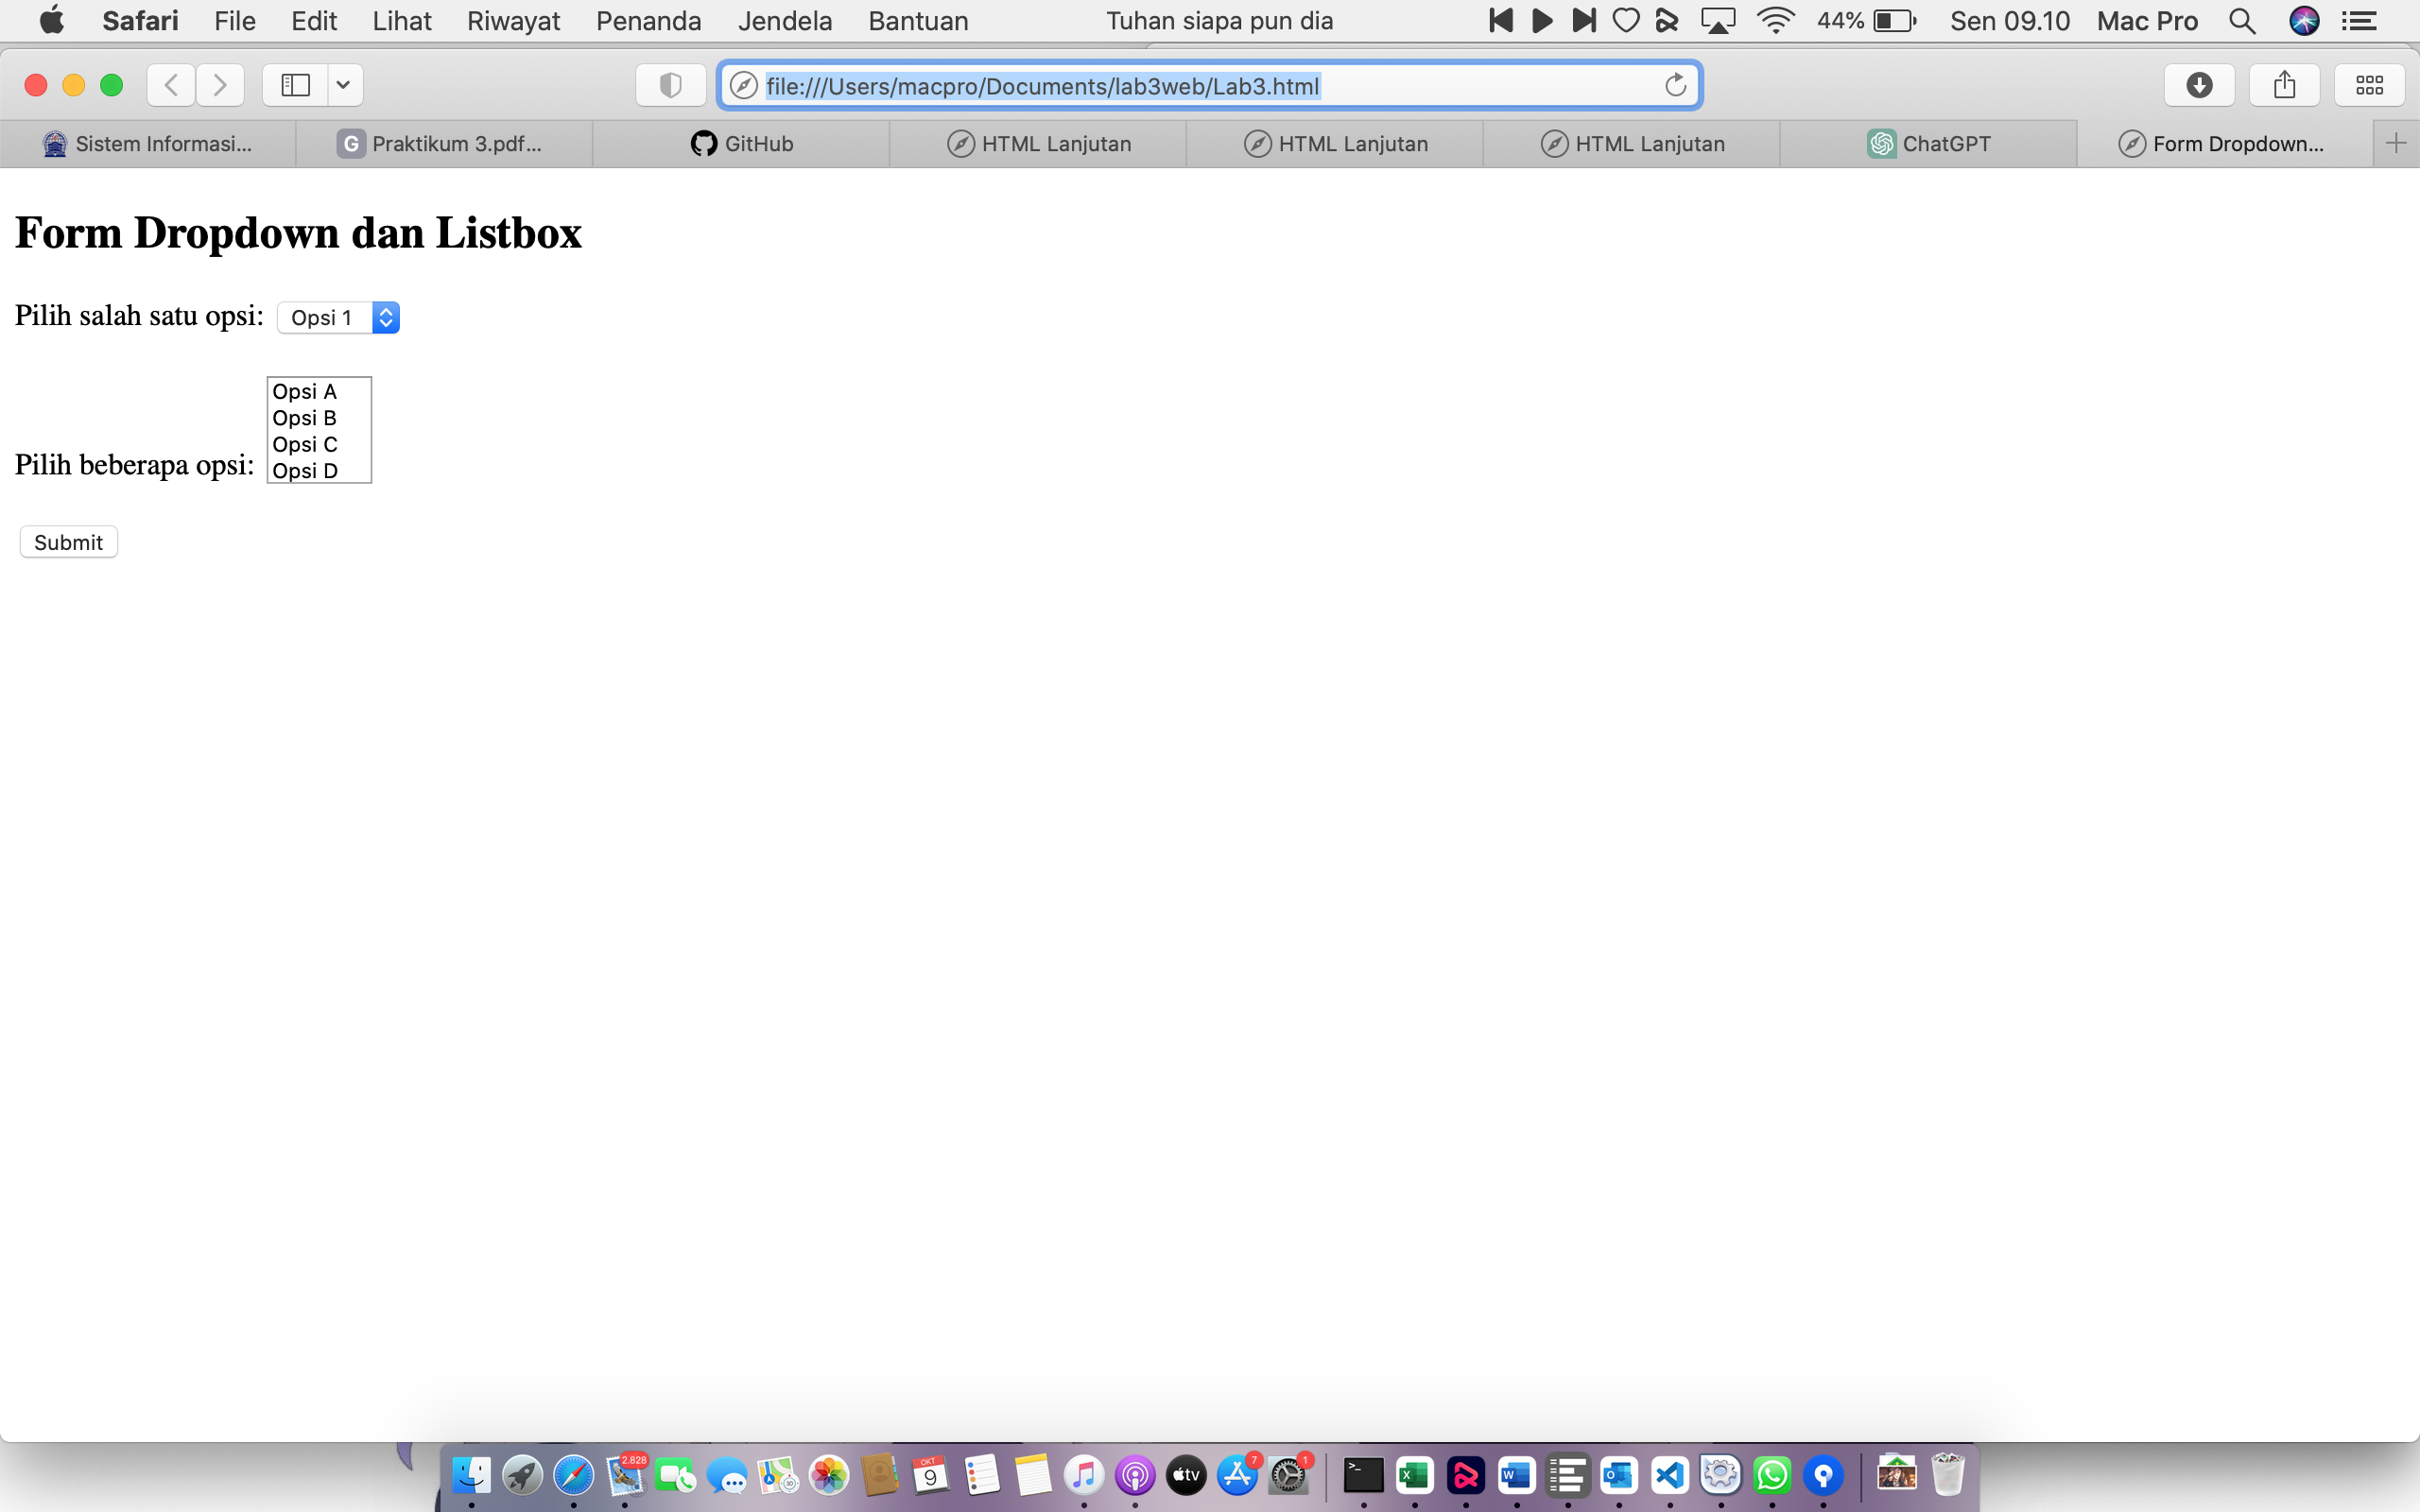 Safari File Edit Lihat Riwayat Penanda Jendela Bantuan Tuhan siapa pun dia 44% Sen 09.10 Mac Pro
file:///Users/macpro/Documents/lab3web/Lab3.html
Sistem Informasi... G Praktikum 3.pdf... GitHub HTML Lanjutan HTML Lanjutan HTML Lanjutan ChatGPT Form Dropdown...
Form Dropdown dan Listbox
Pilih salah satu opsi: Opsi 1
Opsi A
Opsi B
Opsi C
Pilih beberapa opsi: Opsi D
Submit
2.828 3D OKT 9 tv 7 1 >_ X W O